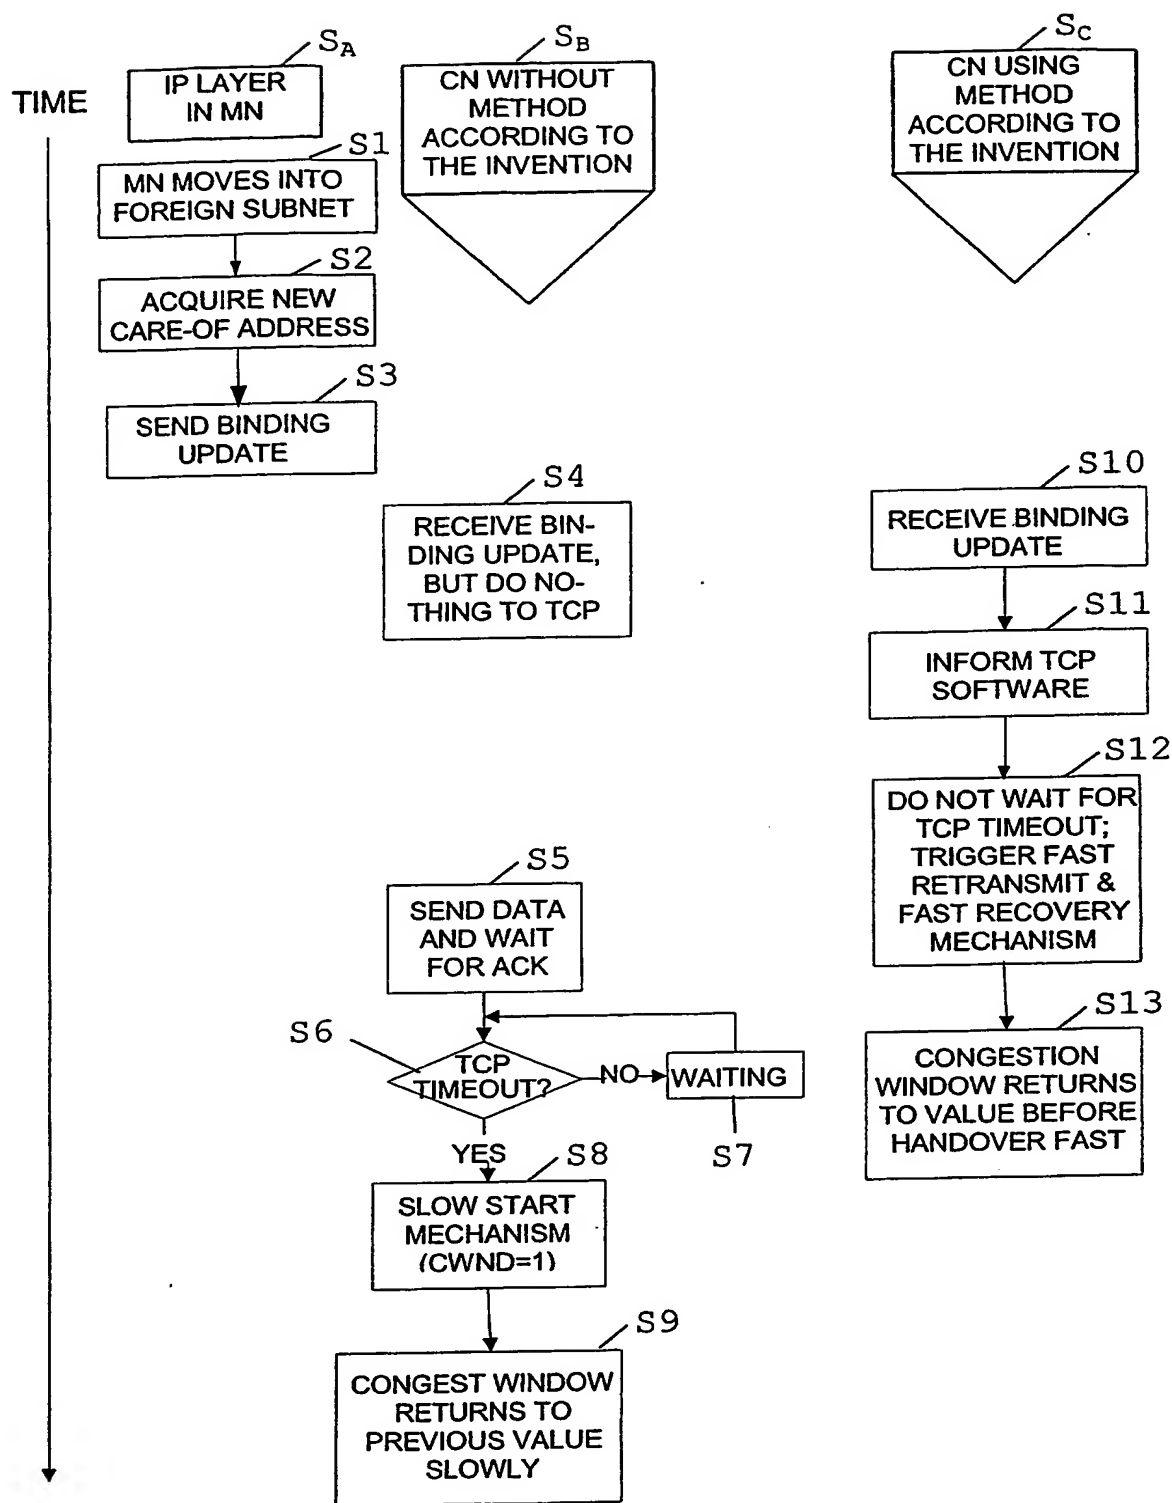 TIME
SA
IP LAYER
IN MN
SB
CN WITHOUT
METHOD
ACCORDING TO
THE INVENTION
SC
CN USING
METHOD
ACCORDING TO
THE INVENTION
S1
MN MOVES INTO
FOREIGN SUBNET
S2
ACQUIRE NEW
CARE-OF ADDRESS
S3
SEND BINDING
UPDATE
S4
RECEIVE BIN-
DING UPDATE,
BUT DO NO-
THING TO TCP
S10
RECEIVE BINDING
UPDATE
S11
INFORM TCP
SOFTWARE
S12
DO NOT WAIT FOR
TCP TIMEOUT;
TRIGGER FAST
RETRANSMIT &
FAST RECOVERY
MECHANISM
S5
SEND DATA
AND WAIT
FOR ACK
S6
TCP
TIMEOUT?
NO
WAITING
S7
YES
S13
CONGESTION
WINDOW RETURNS
TO VALUE BEFORE
HANDOVER FAST
S8
SLOW START
MECHANISM
(CWND=1)
S9
CONGEST WINDOW
RETURNS TO
PREVIOUS VALUE
SLOWLY